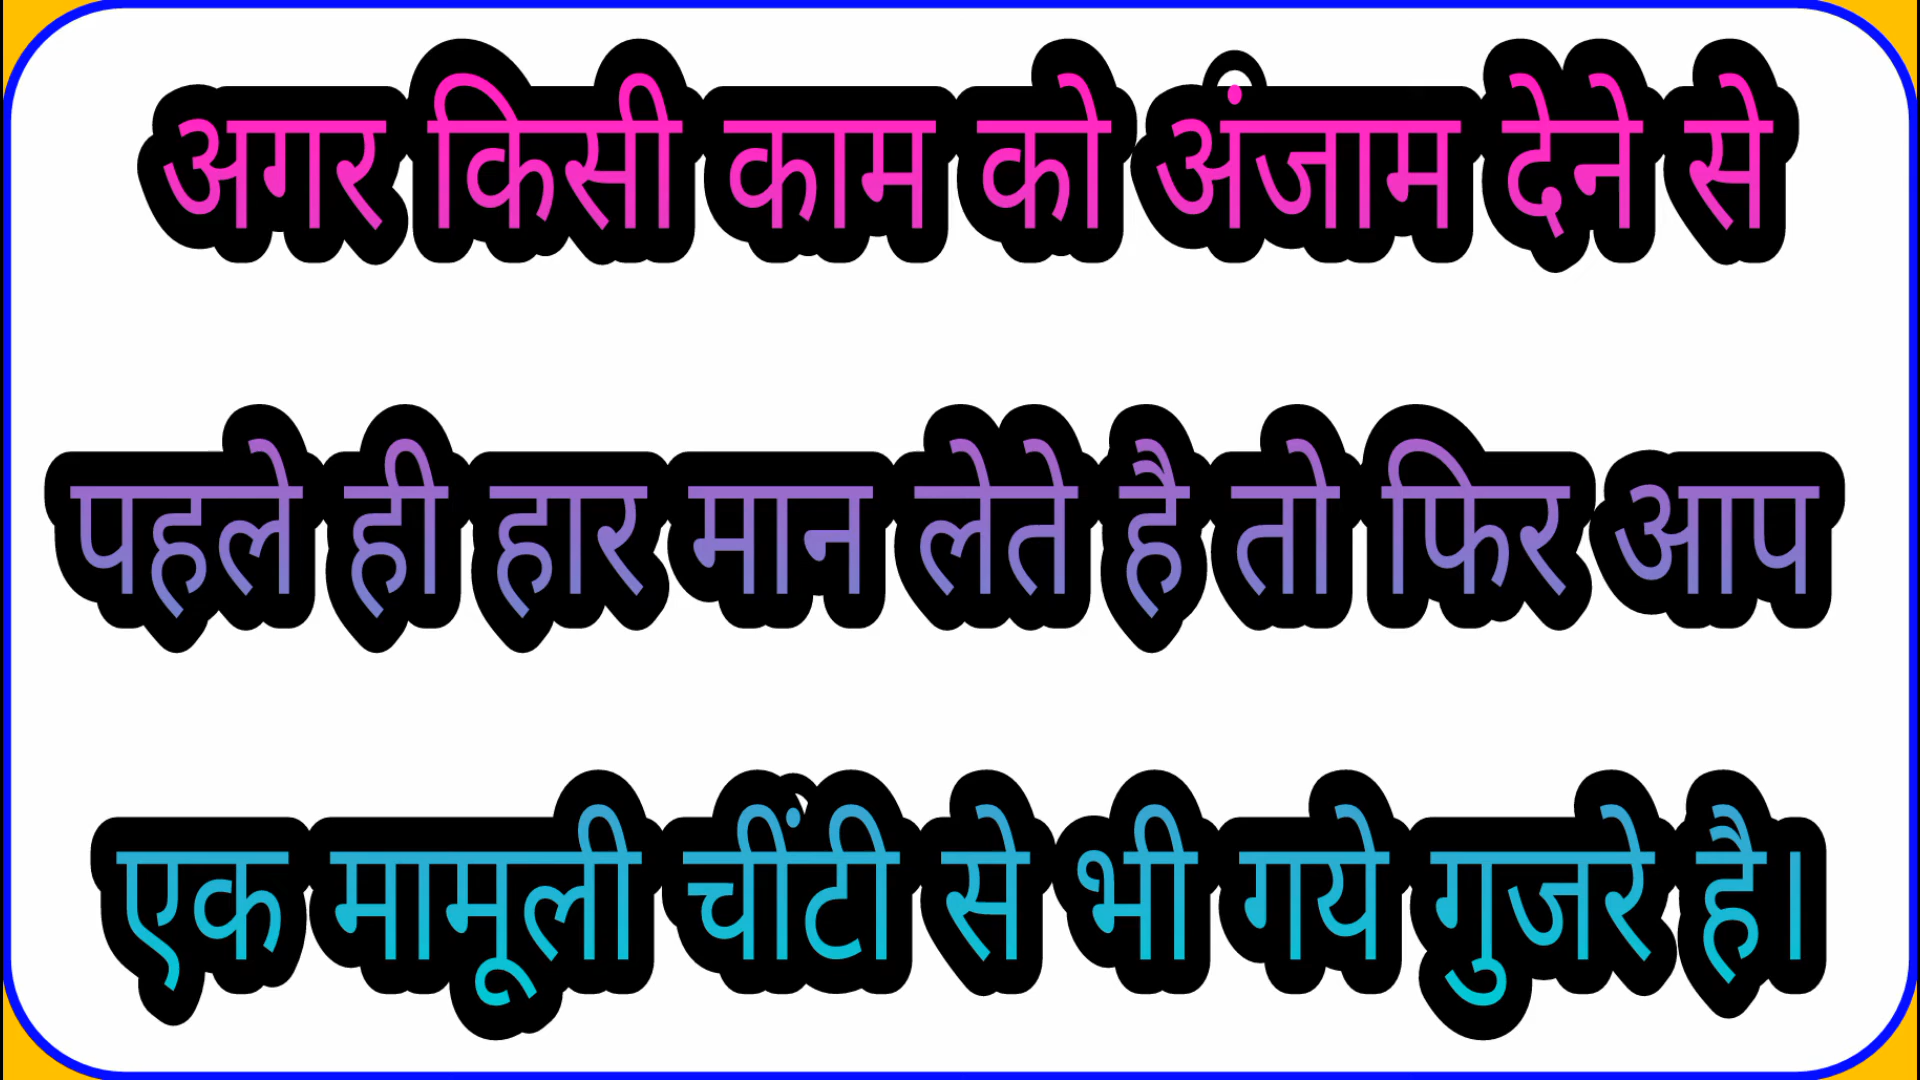 अगर किसी काम को अंजाम देने से
पहले ही हार मान लेते है तो फिर आप
एक मामूली चींटी से भी गये गुजरे है।